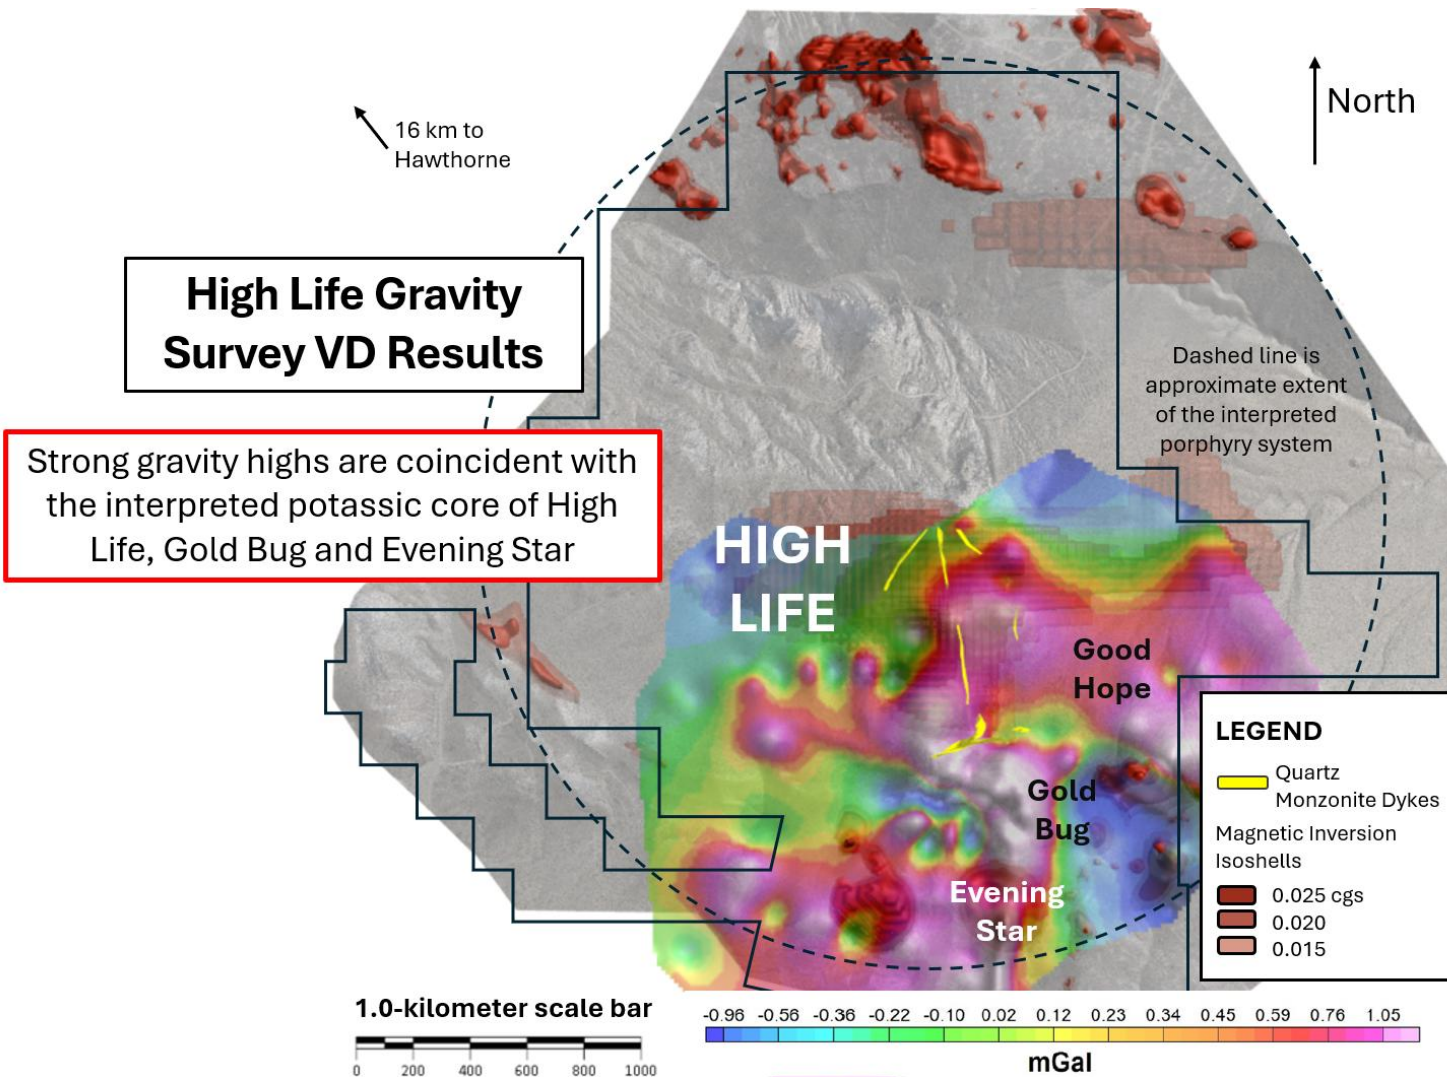 North
16 km to
Hawthorne
High Life Gravity
Survey VD Results
Dashed line is
approximate extent
of the interpreted
porphyry system
Strong gravity highs are coincident with
the interpreted potassic core of High
Life, Gold Bug and Evening Star
HIGH
LIFE
Good
Hope
Gold
Bug
Evening
Star
LEGEND
Quartz
Monzonite Dykes
Magnetic Inversion
Isoshells
0.025 cgs
0.020
0.015
1.0-kilometer scale bar
0 200 400 600 800 1000
-0.96 -0.56 -0.36 -0.22 -0.10 0.02 0.12 0.23 0.34 0.45 0.59 0.76 1.05
mGal